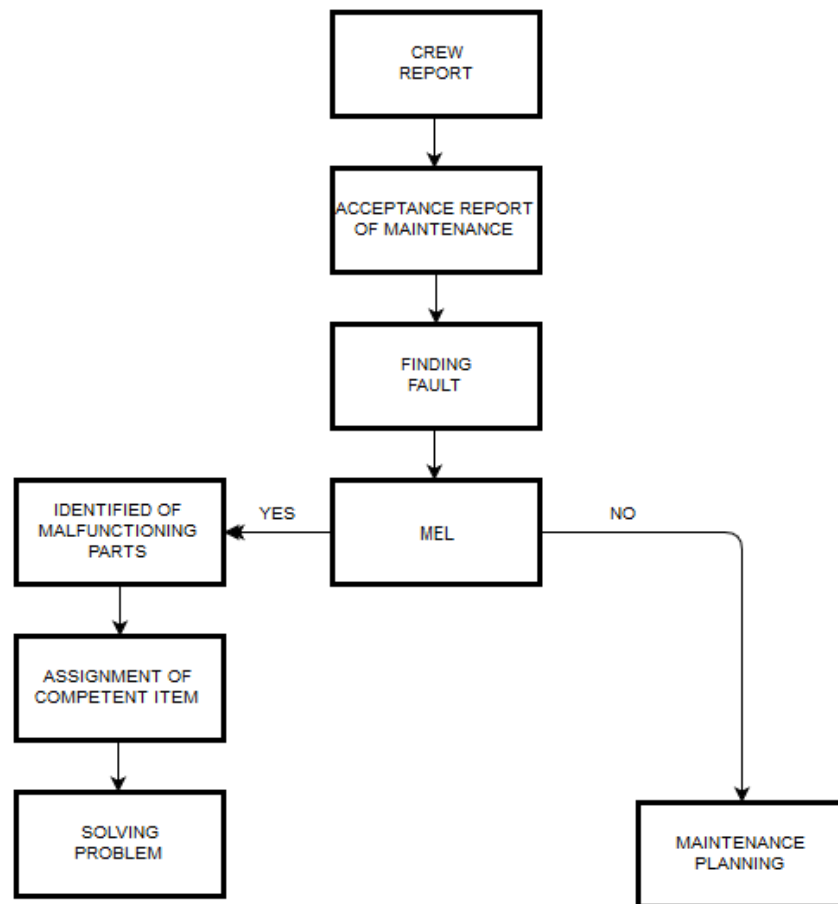 CREW
REPORT
ACCEPTANCE REPORT
OF MAINTENANCE
FINDING
FAULT
IDENTIFIED OF
MALFUNCTIONING
PARTS
YES
MEL
NO
ASSIGNMENT OF
COMPETENT ITEM
SOLVING
PROBLEM
MAINTENANCE
PLANNING